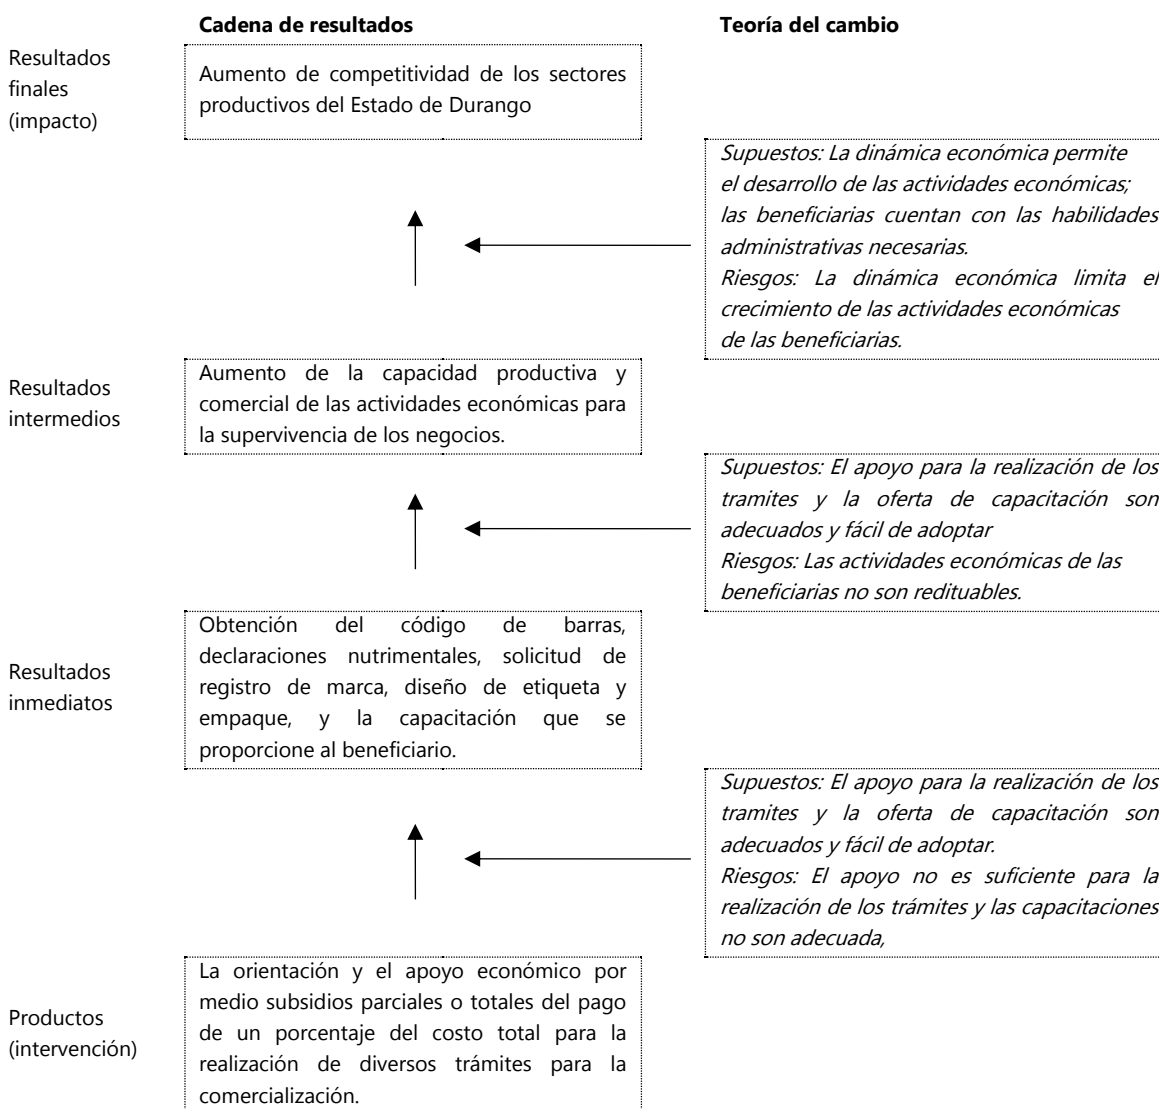 Cadena de resultados
Teoría del cambio
Resultados
finales
(impacto)
Aumento de competitividad de los sectores
productivos del Estado de Durango
Supuestos: La dinámica económica permite
el desarrollo de las actividades económicas;
las beneficiarias cuentan con las habilidades
administrativas necesarias.
Riesgos: La dinámica económica limita el
crecimiento de las actividades económicas
de las beneficiarias.
Resultados
intermedios
Aumento de la capacidad productiva y
comercial de las actividades económicas para
la supervivencia de los negocios.
Supuestos: El apoyo para la realización de los
tramites y la oferta de capacitación son
adecuados y fácil de adoptar
Riesgos: Las actividades económicas de las
beneficiarias no son redituables.
Resultados
inmediatos
Obtención del código de barras,
declaraciones nutrimentales, solicitud de
registro de marca, diseño de etiqueta y
empaque, y la capacitación que se
proporcione al beneficiario.
Supuestos: El apoyo para la realización de los
tramites y la oferta de capacitación son
adecuados y fácil de adoptar.
Riesgos: El apoyo no es suficiente para la
realización de los trámites y las capacitaciones
no son adecuada,
Productos
(intervención)
La orientación y el apoyo económico por
medio subsidios parciales o totales del pago
de un porcentaje del costo total para la
realización de diversos trámites para la
comercialización.